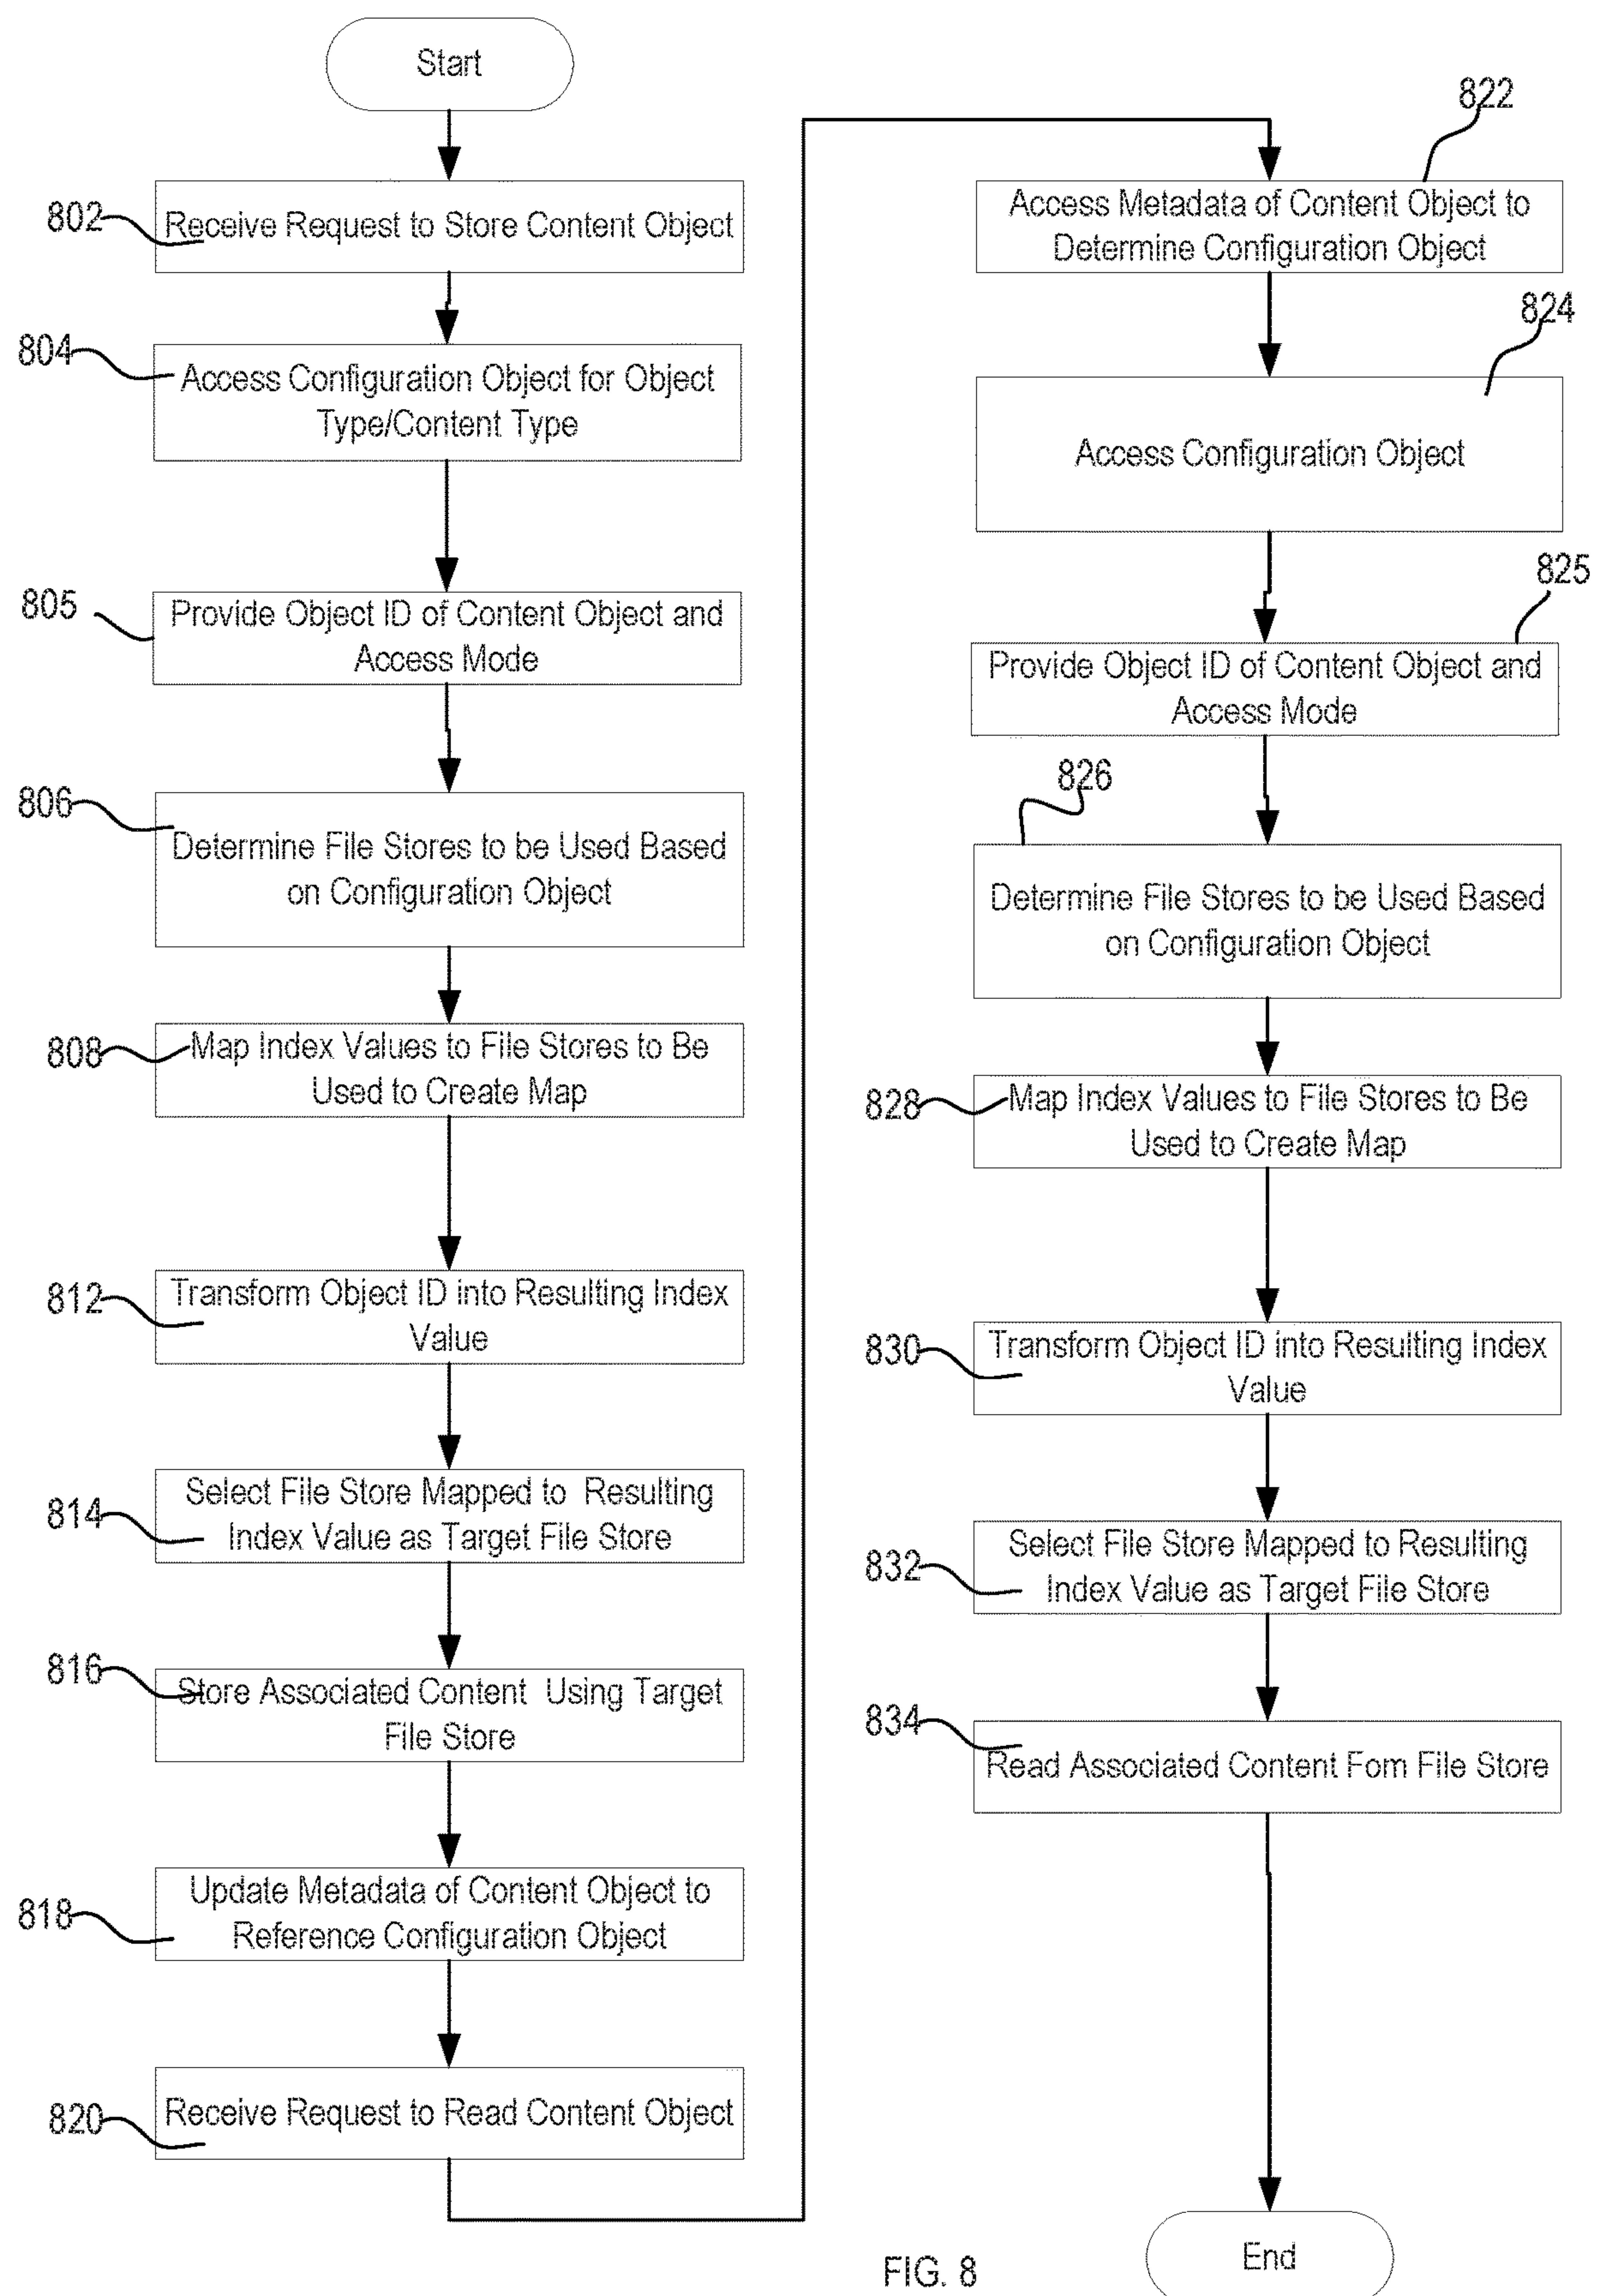 Start
802
Receive Request to Store Content Object
804
Access Configuration Object for Object
Type/Content Type
805
Provide Object ID of Content Object and
Access Mode
806
Determine File Stores to be Used Based
on Configuration Object
808
Map Index Values to File Stores to Be
Used to Create Map
812
Transform Object ID into Resulting Index
Value
814
Select File Store Mapped to Resulting
Index Value as Target File Store
816
Store Associated Content Using Target
File Store
818
Update Metadata of Content Object to
Reference Configuration Object
820
Receive Request to Read Content Object
822
Access Metadata of Content Object to
Determine Configuration Object
824
Access Configuration Object
825
Provide Object ID of Content Object and
Access Mode
826
Determine File Stores to be Used Based
on Configuration Object
828
Map Index Values to File Stores to Be
Used to Create Map
830
Transform Object ID into Resulting Index
Value
832
Select File Store Mapped to Resulting
Index Value as Target File Store
834
Read Associated Content Fom File Store
End
FIG. 8